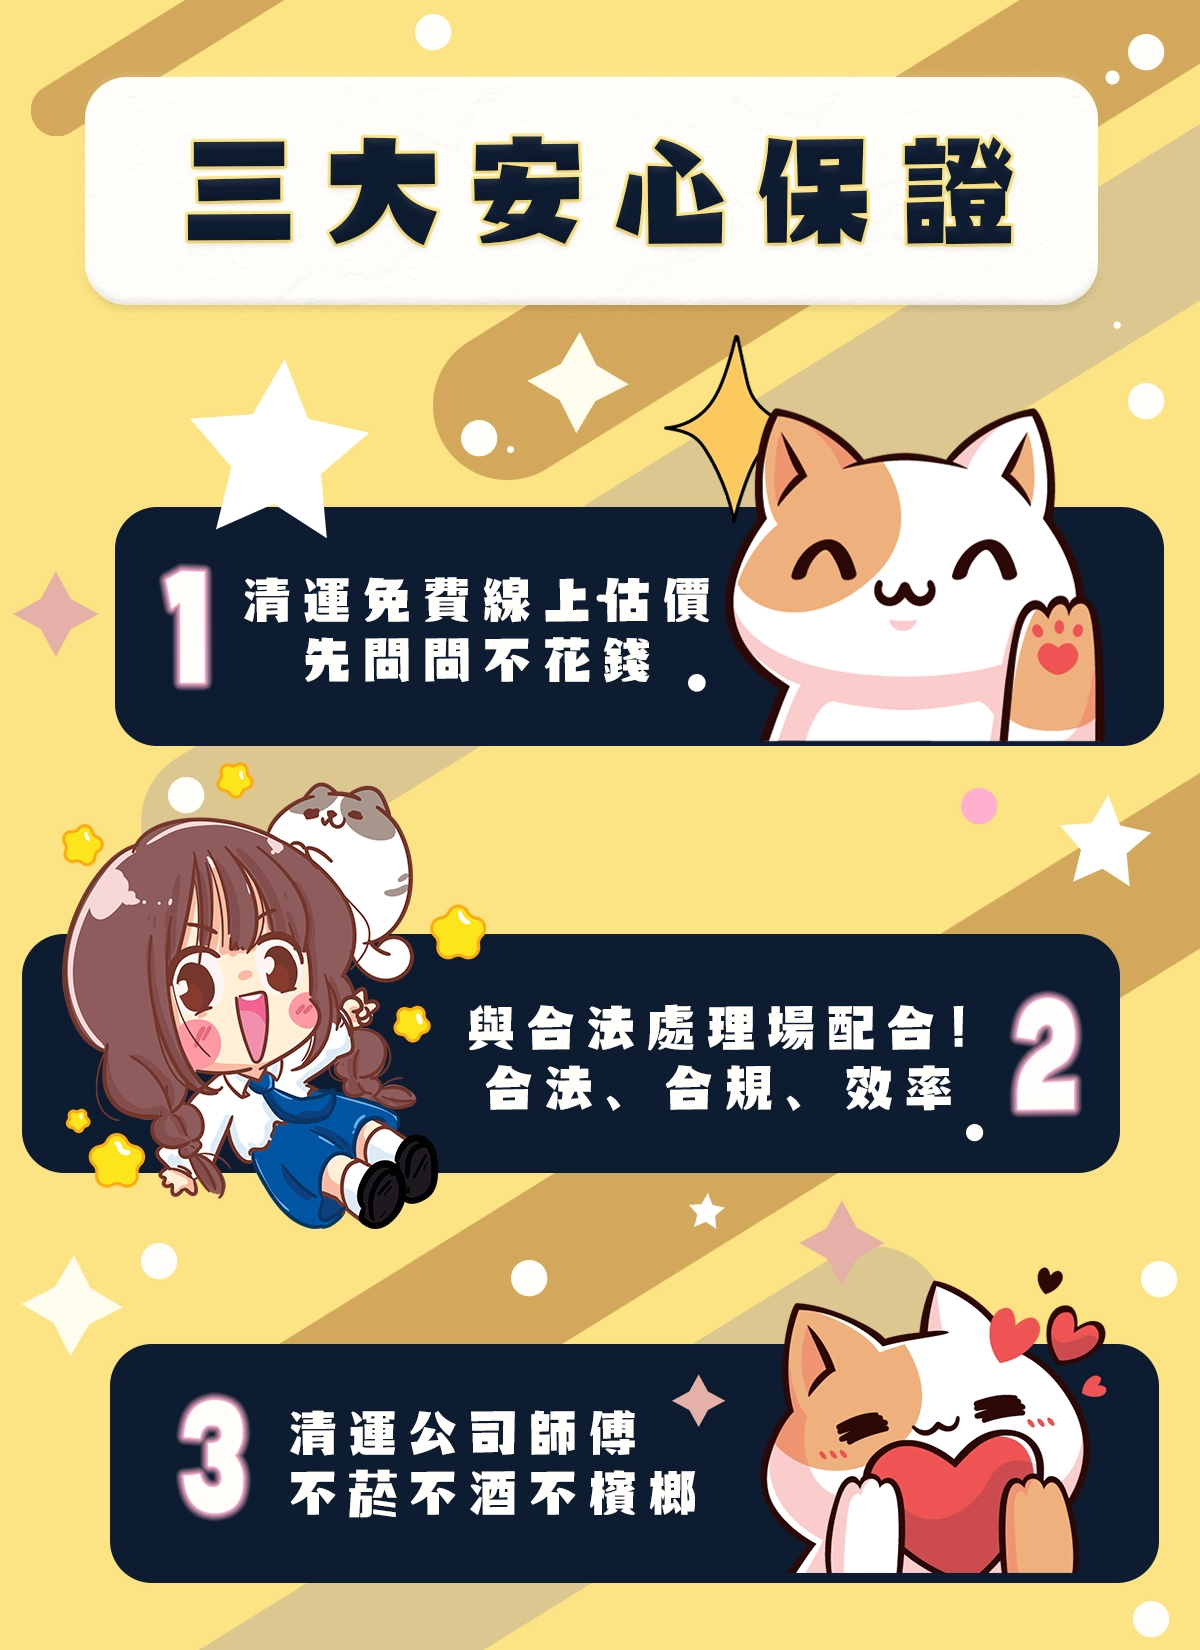 三大安心保證
1
清運免費線上估價
先問問不花錢
與合法處理場配合！
合法、合規、效率
2
3
清運公司師傅
不菸不酒不檳榔